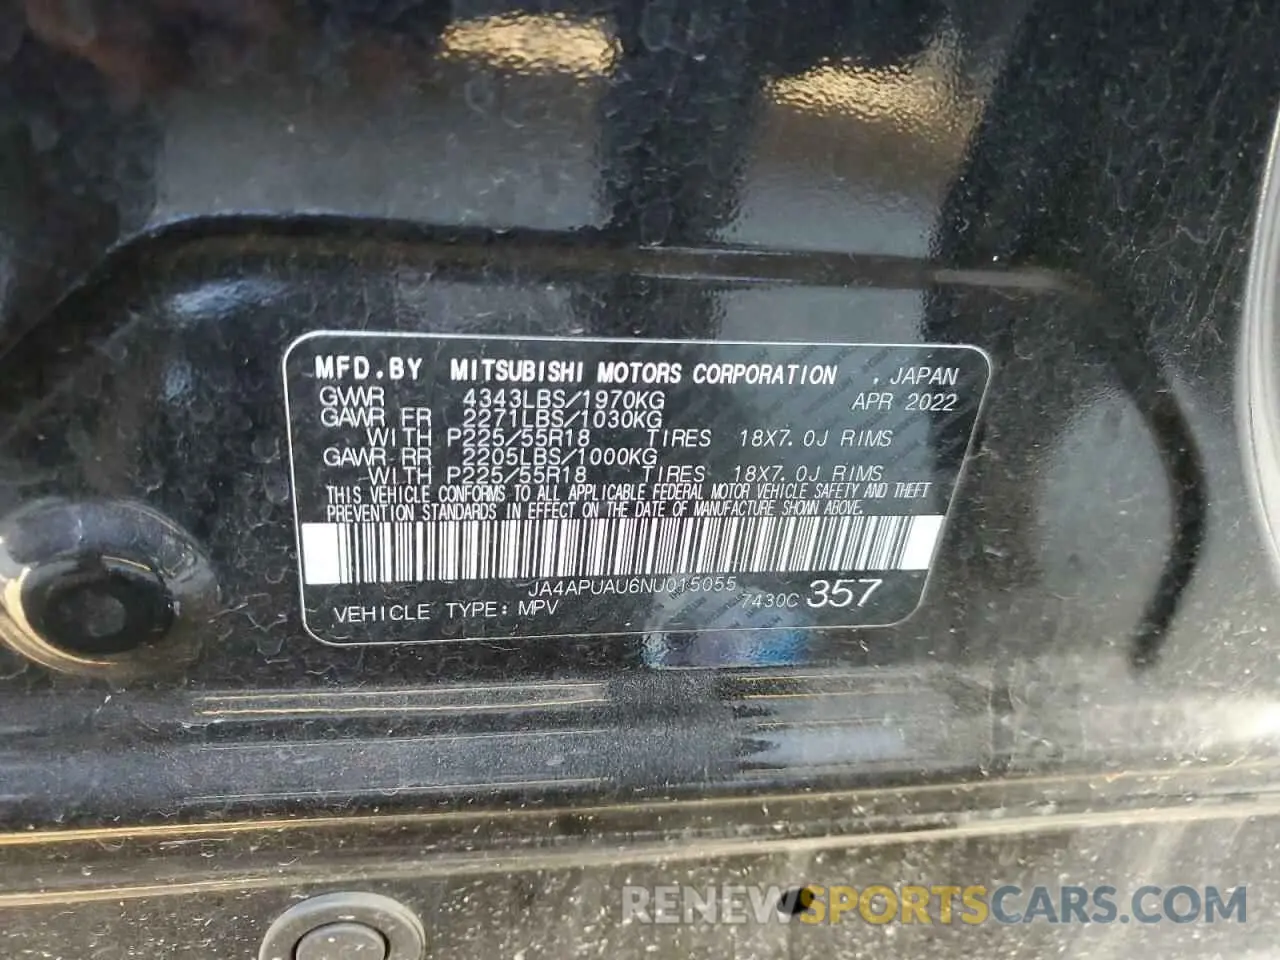 MFD.BY MITSUBISHI MOTORS CORPORATION , JAPAN
GVWR 4343LBS/1970KG APR 2022
GAWR FR 2271LBS/1030KG
WITH P225/55R18 TIRES 18X7.0J RIMS
GAWR RR 2205LBS/1000KG
WITH P225/55R18 TIRES 18X7.0J RIMS
THIS VEHICLE CONFORMS TO ALL APPLICABLE FEDERAL MOTOR VEHICLE SAFETY AND THEFT
PREVENTION STANDARDS IN EFFECT ON THE DATE OF MANUFACTURE SHOWN ABOVE.
JA4APUAU6NU015055
VEHICLE TYPE: MPV 7430C 357
RENEWSPORTSCARS.COM